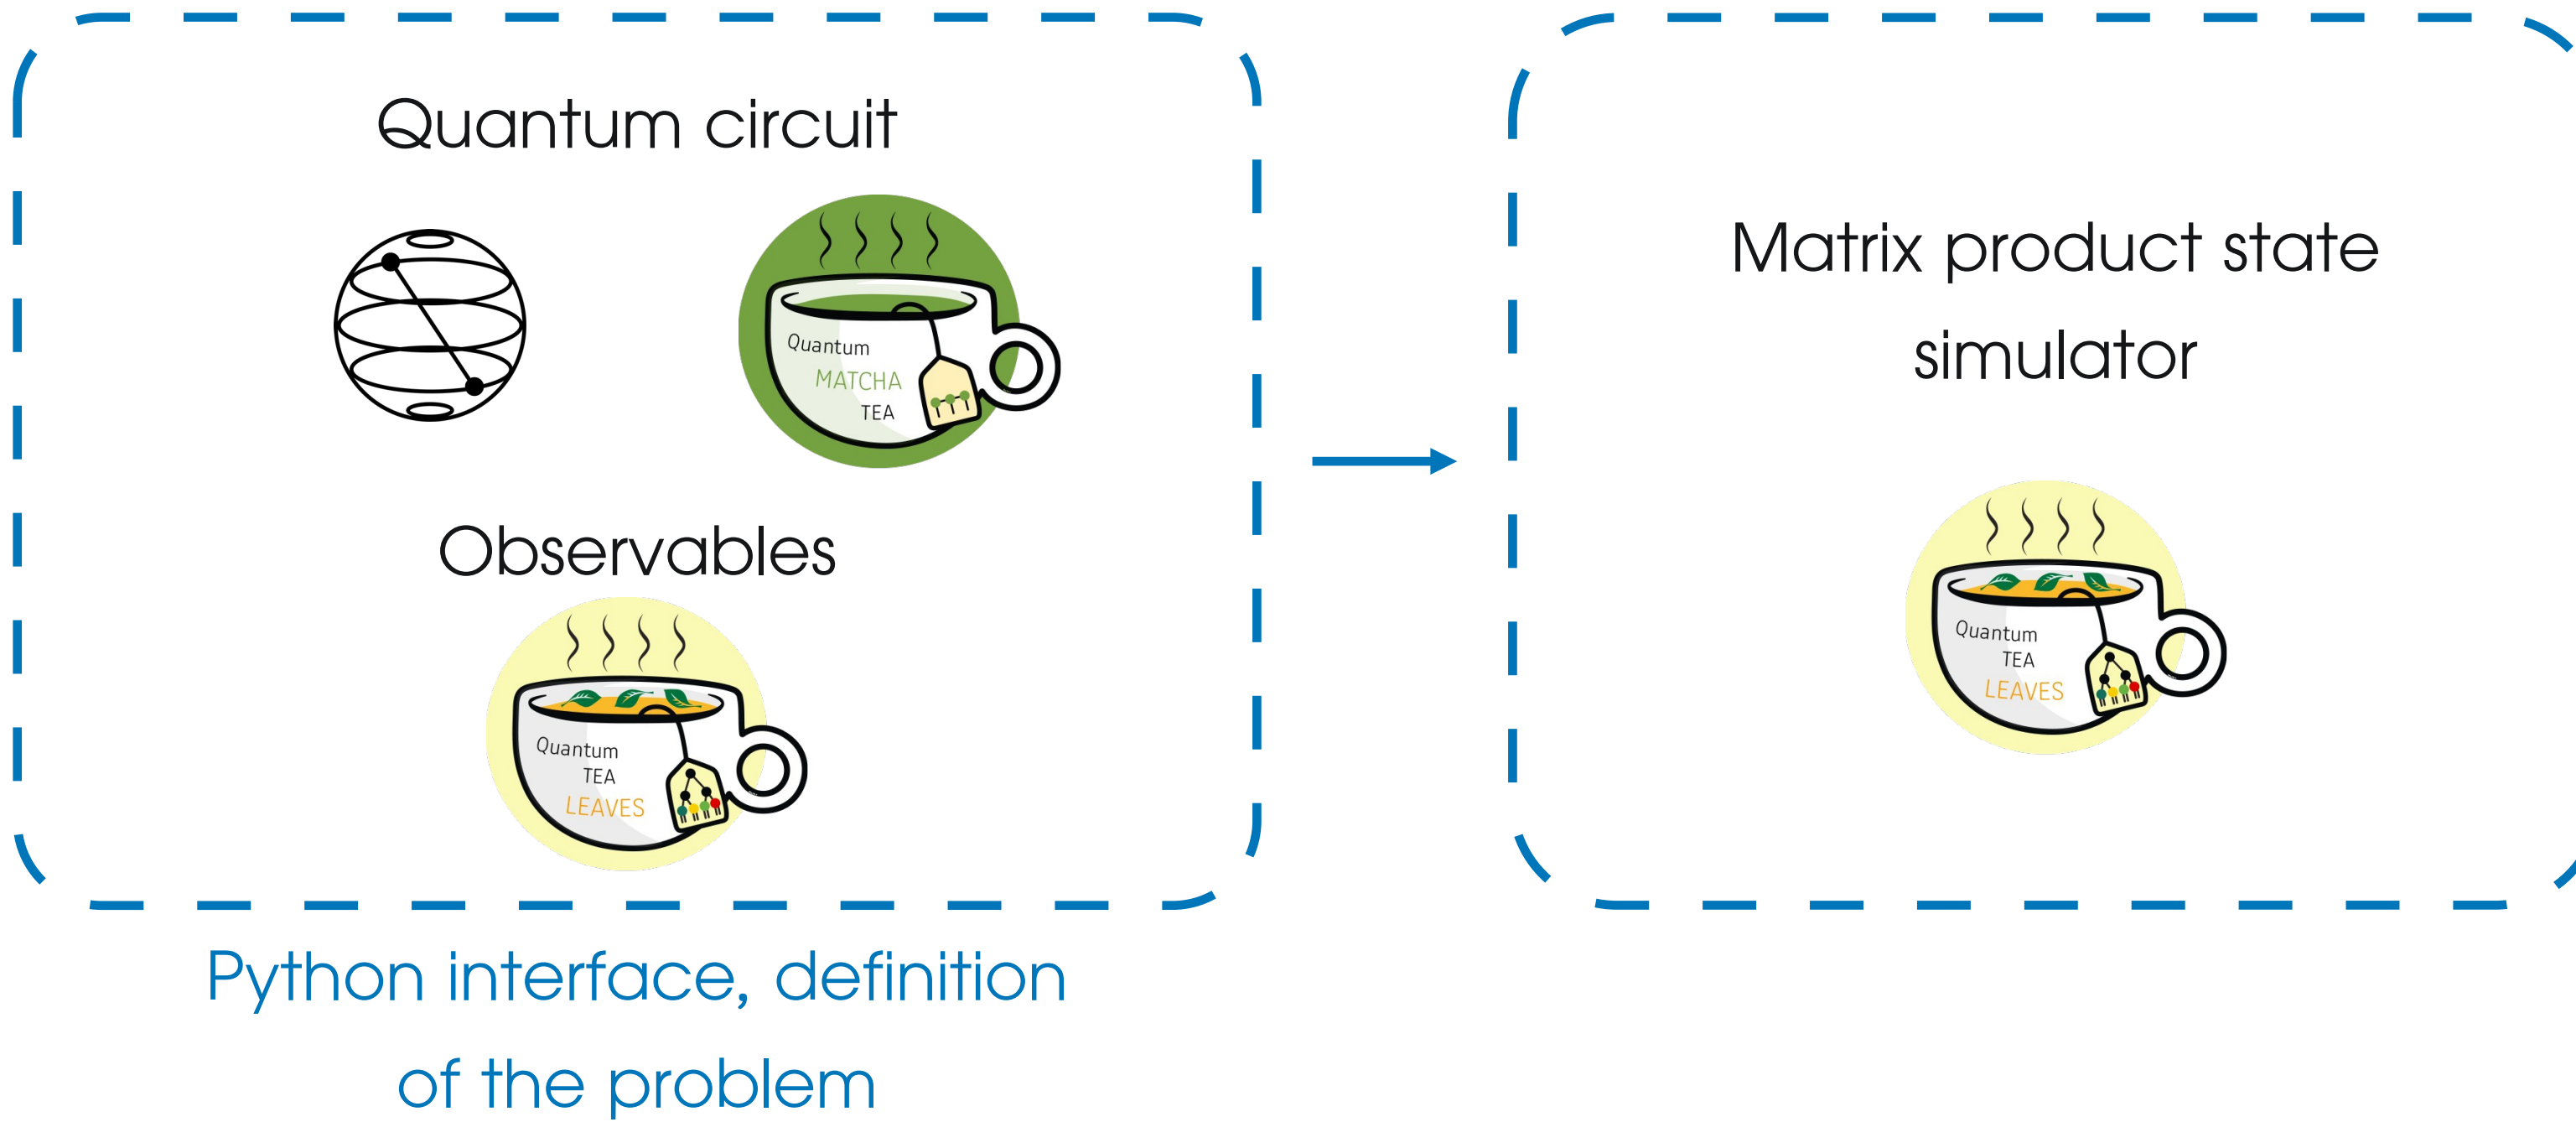 Quantum circuit
Quantum
MATCHA
TEA
Observables
Quantum
TEA
LEAVES
Python interface, definition
of the problem
Matrix product state
simulator
Quantum
TEA
LEAVES